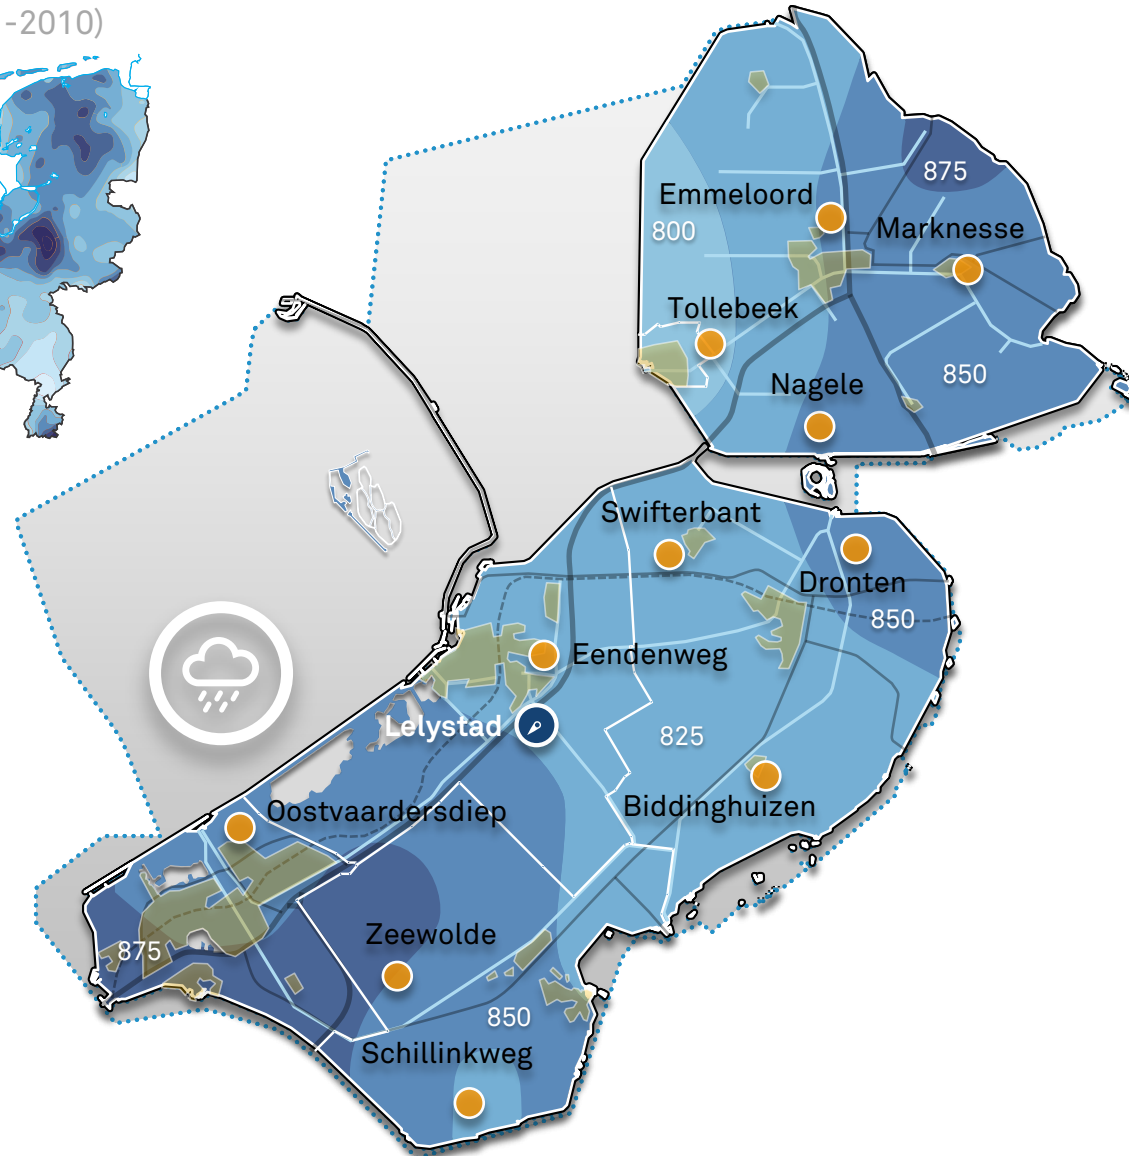 -2010)
875
Emmeloord
Marknesse
800
Tollebeek
850
Nagele
Swifterbant
Dronten
850
Eendenweg
Lelystad
825
Biddinghuizen
Oostvaardersdiep
Zeewolde
875
850
Schillinkweg